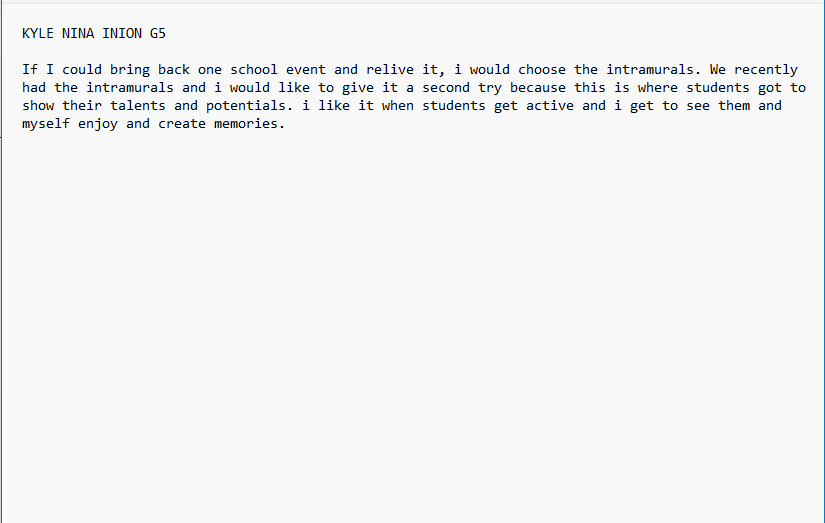 KYLE NINA INION G5
If I could bring back one school event and relive it, i would choose the intramurals. We recently
had the intramurals and i would like to give it a second try because this is where students got to
show their talents and potentials. i like it when students get active and i get to see them and
myself enjoy and create memories.